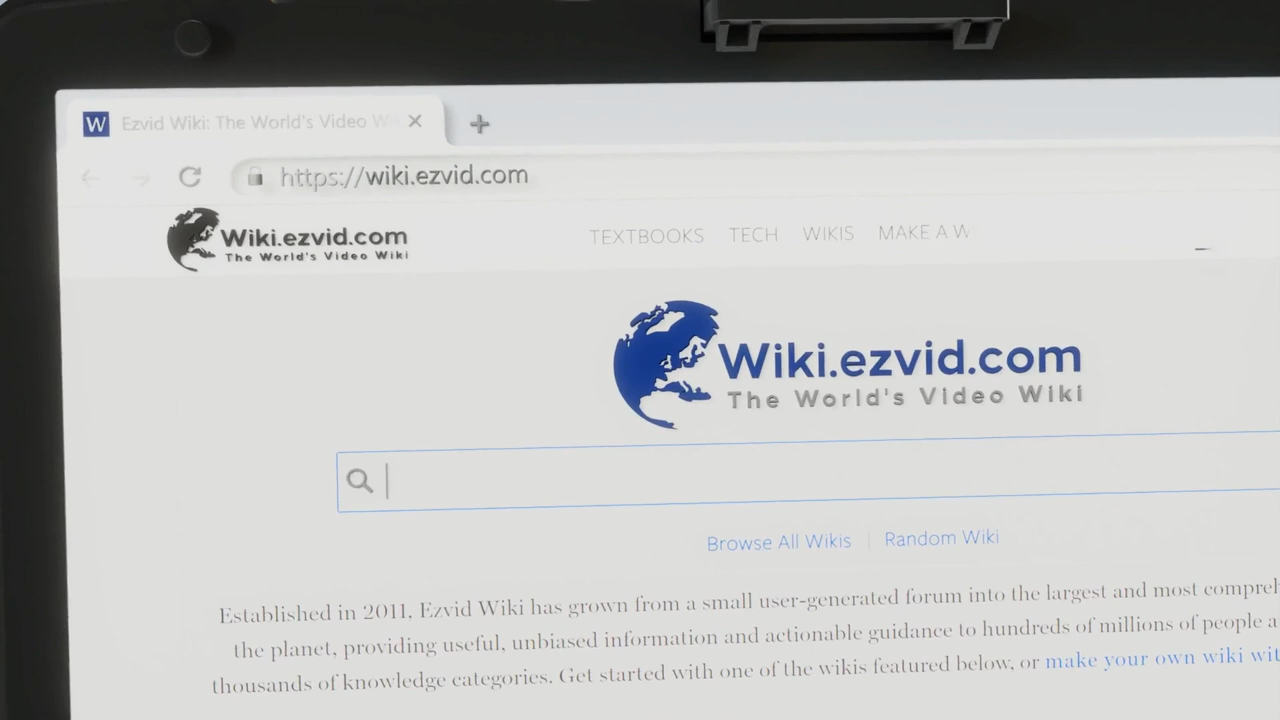 W Ezvid Wiki: The World's Video
https://wiki.ezvid.com
Wiki.ezvid.com
The World's Video Wiki
TEXTBOOKS TECH WIKIS MAKE A W
Wiki.ezvid.com
The World's Video Wiki
Browse All Wikis | Random Wiki
Established in 2011, Ezvid Wiki has grown from a small user-generated forum into the largest and most
the planet, providing useful, unbiased information and actionable guidance to hundreds of millions of people a
thousands of knowledge categories. Get started with one of the wikis featured below, or make your own wiki